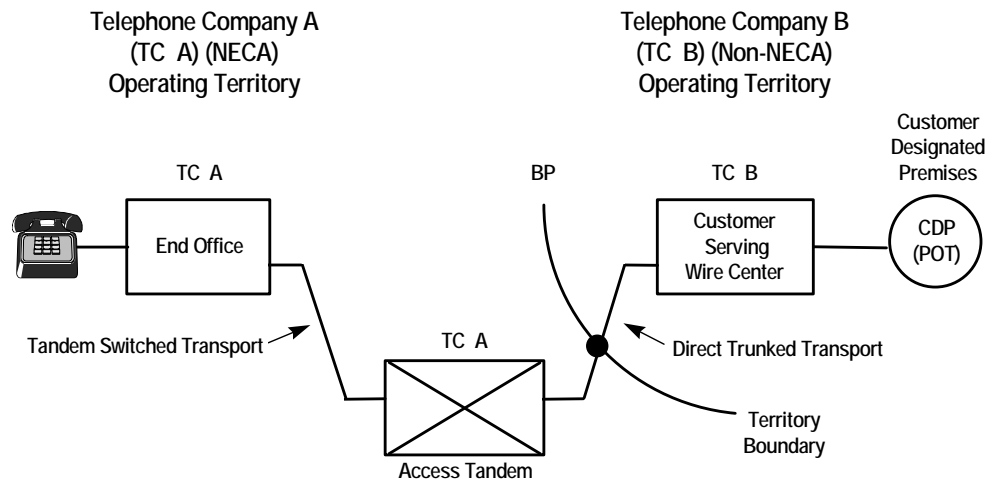 Telephone Company A
(TC A) (NECA)
Operating Territory
Telephone Company B
(TC B) (Non-NECA)
Operating Territory
Customer
Designated
Premises
TC A
BP
TC B
End Office
Customer
Serving
Wire Center
CDP
(POT)
Tandem Switched Transport
TC A
Direct Trunked Transport
Territory
Boundary
Access Tandem